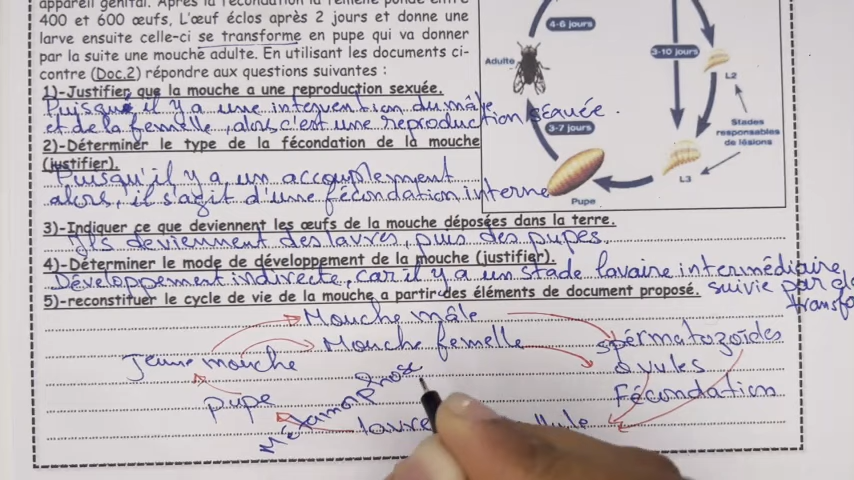 appareil génital. Après la fécondation la femelle ponde entre
400 et 600 œufs, L'œuf éclos après 2 jours et donne une
larve ensuite celle-ci se transforme en pupe qui va donner
par la suite une mouche adulte. En utilisant les documents ci-
contre (Doc.2) répondre aux questions suivantes :
1)-Justifier que la mouche a une reproduction sexuée.
Puisqu'il y a une intervention du mâle
et de la femelle, alors c'est une reproduction séxuée.
2)-Déterminer le type de la fécondation de la mouche
(justifier).
Puisqu'il y a un accouplement
alors, il s'agit d'une fécondation interne
3)-Indiquer ce que deviennent les œufs de la mouche déposées dans la terre.
Ils deviennent des lavres, puis des pupes.
4)-Déterminer le mode de développement de la mouche (justifier).
Développement indirecte, car il y a un stade lavaire intermédiaire
suivie par
5)-reconstituer le cycle de vie de la mouche a partir des éléments de document proposé.
Mouche mâle
Mouche femelle
Jeune mouche
spérmatozoïdes
ovules
Fécondation
pupe
Métamorphose
lavre
4-6 jours
Adulte
3-10 jours
L2
3-7 jours
Stades
responsables
de lésions
L3
Pupe